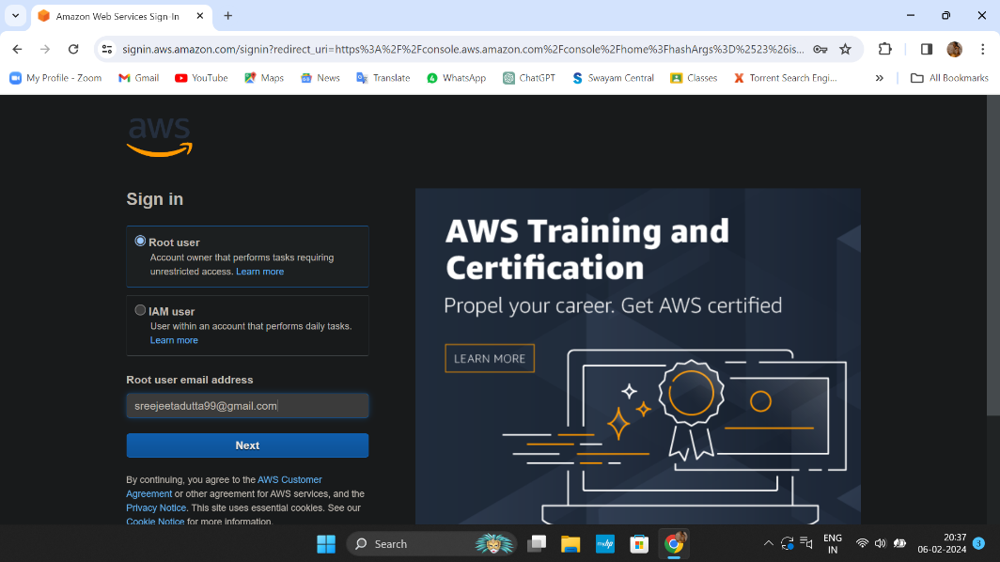 Amazon Web Services Sign-In
signin.aws.amazon.com/signin?redirect_uri=https%3A%2F%2Fconsole.aws.amazon.com%2Fconsole%2Fhome%3FhashArgs%3D%2523%26is...
My Profile - Zoom
Gmail
YouTube
Maps
News
Translate
WhatsApp
ChatGPT
Swayam Central
Classes
Torrent Search Engi...
»
All Bookmarks
aws
Sign in
Root user
Account owner that performs tasks requiring
unrestricted access. Learn more
IAM user
User within an account that performs daily tasks.
Learn more
Root user email address
sreejeetadutta99@gmail.com
Next
By continuing, you agree to the AWS Customer
Agreement or other agreement for AWS services, and the
Privacy Notice. This site uses essential cookies. See our
Cookie Notice for more information.
AWS Training and
Certification
Propel your career. Get AWS certified
LEARN MORE
Search
myhp
ENG
IN
20:37
06-02-2024
3